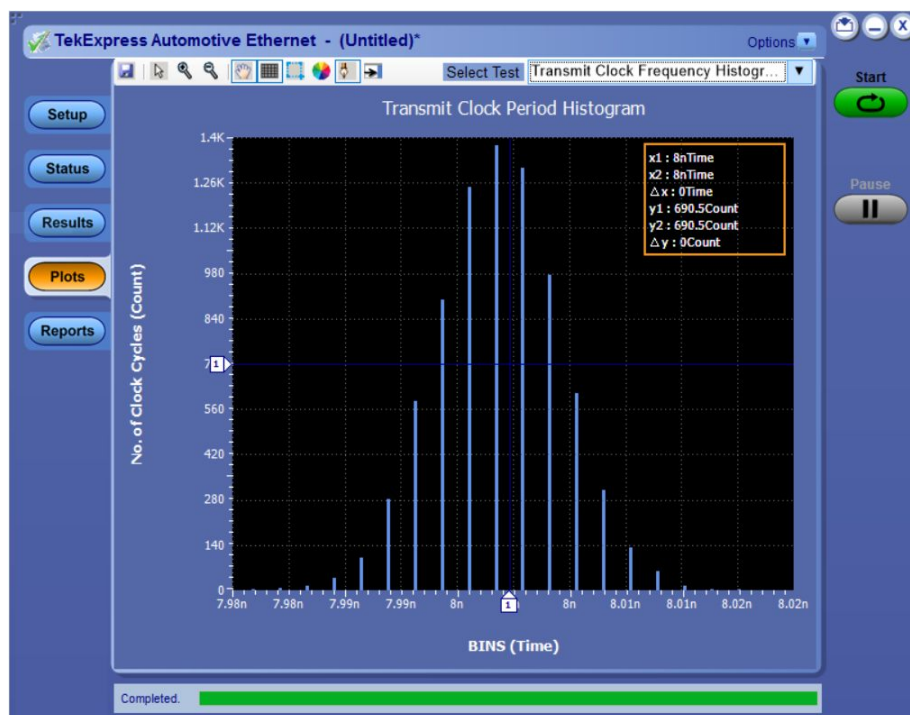 TekExpress Automotive Ethernet - (Untitled)*
Options
Select Test
Transmit Clock Frequency Histogr...
Start
Pause
Setup
Status
Results
Plots
Reports
Transmit Clock Period Histogram
x1 : 8nTime
x2 : 8nTime
Δx : 0Time
y1 : 690.5Count
y2 : 690.5Count
Δy : 0Count
No. of Clock Cycles (Count)
1.4K
1.26K
1.12K
980
840
1
560
420
280
140
0
7.98n 7.98n 7.99n 7.99n 8n 1 8n 8.01n 8.01n 8.02n 8.02n
BINS (Time)
Completed.